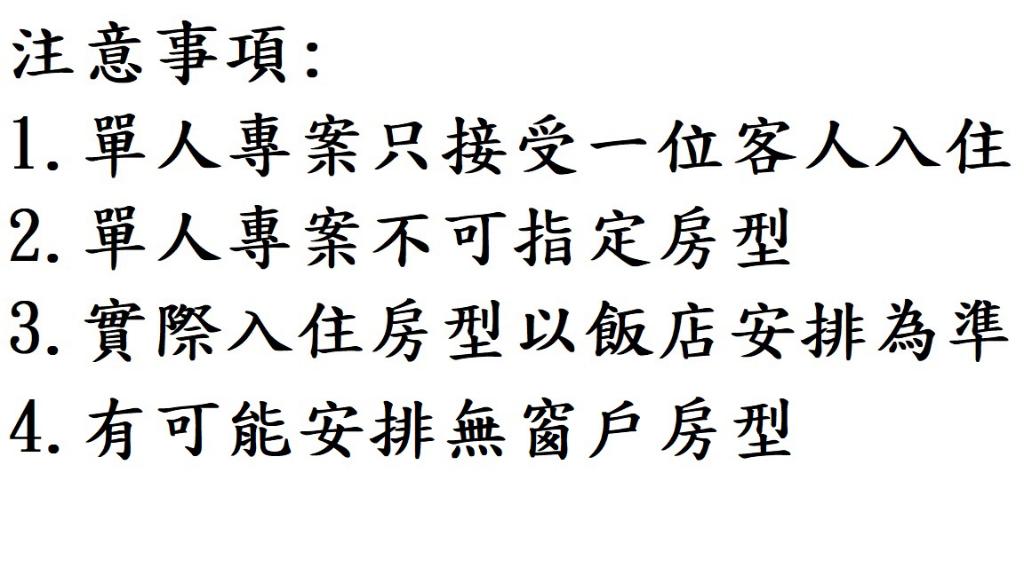 注意事項:
1.單人專案只接受一位客人入住
2.單人專案不可指定房型
3.實際入住房型以飯店安排為準
4.有可能安排無窗戶房型